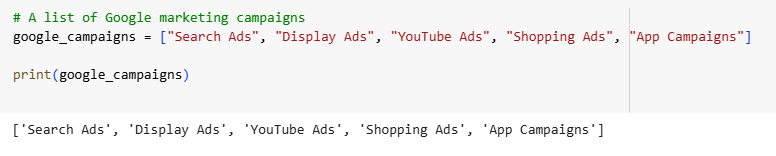 # A list of Google marketing campaigns
google_campaigns = ["Search Ads", "Display Ads", "YouTube Ads", "Shopping Ads", "App Campaigns"]
print(google_campaigns)
['Search Ads', 'Display Ads', 'YouTube Ads', 'Shopping Ads', 'App Campaigns']